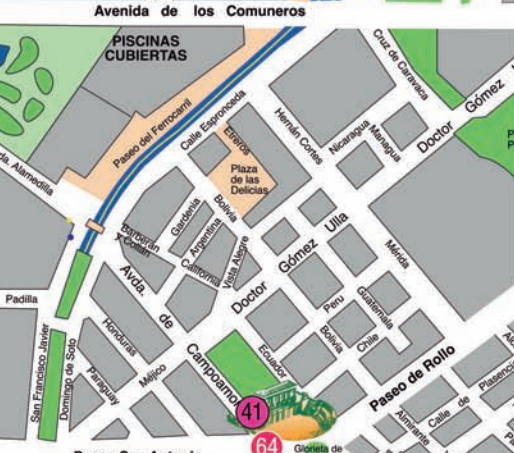 Avenida de los Comuneros
PISCINAS
CUBIERTAS
Cruz de Caravaca
Paseo del Ferrocarril
Calle Espronceda
Etreros
Hernán Cortes
Nicaragua
Managua
Doctor Gómez
Plaza
de las
Delicias
Alamedilla
Gardenia
Argentina
Bolivia
Barberán
y Collán
California
Vista Alegre
Doctor Gómez Ulla
Mérida
Avda. de Campoamor
Padilla
San Francisco Javier
Domingo de Soto
Honduras
Paraguay
Méjico
Ecuador
Peru
Bolivia
Guatemala
Chile
Paseo de Rollo
Almirante
Calle de Plasencia
41
64
Glorieta de